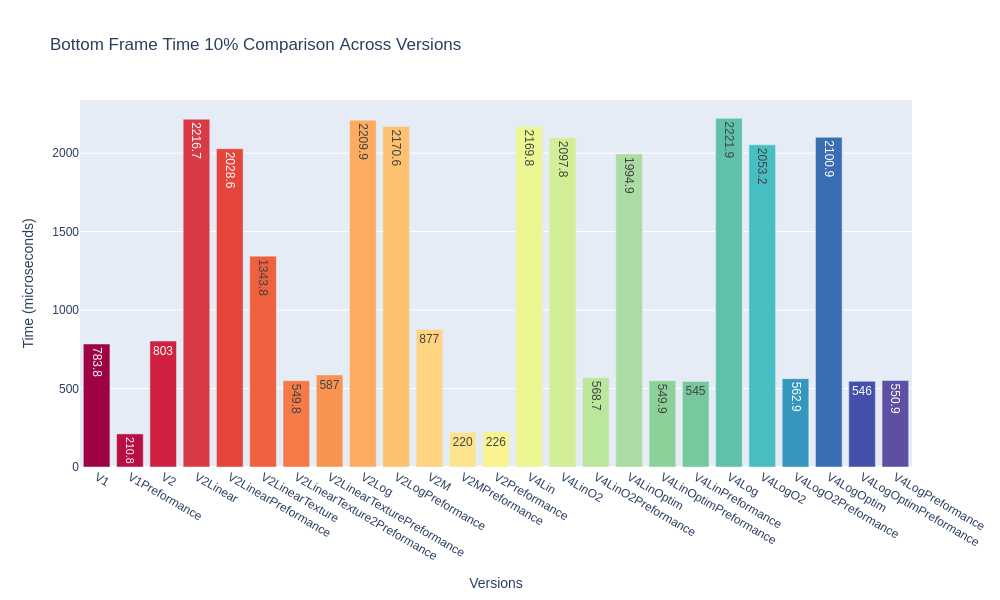 Bottom Frame Time 10% Comparison Across Versions
Time (microseconds)
2000
1500
1000
500
0
783.8
210.8
803
2216.7
2028.6
1343.8
549.8
587
2209.9
2170.6
877
220
226
2169.8
2097.8
568.7
1994.9
549.9
545
2221.9
2053.2
562.9
2100.9
546
550.9
V1
V1Preformance
V2
V2Linear
V2LinearPreformance
V2LinearTexture
V2LinearTexture2Preformance
V2LinearTexturePreformance
V2Log
V2LogPreformance
V2M
V2MPreformance
V2Preformance
V4Lin
V4LinO2
V4LinO2Preformance
V4LinOptim
V4LinOptimPreformance
V4LinPreformance
V4Log
V4LogO2
V4LogO2Preformance
V4LogOptim
V4LogOptimPreformance
V4LogPreformance
Versions